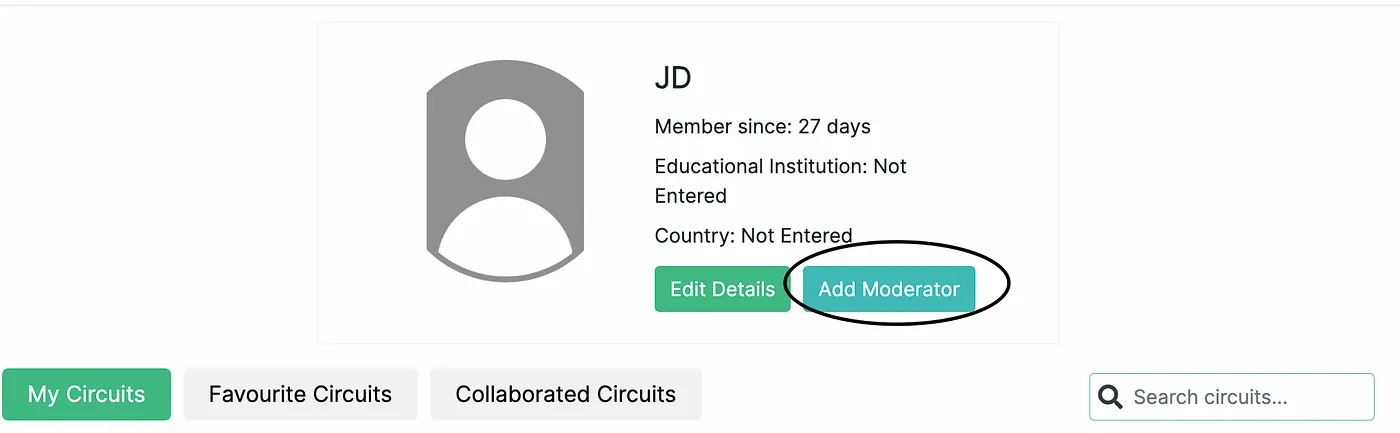 JD
Member since: 27 days
Educational Institution: Not
Entered
Country: Not Entered
Edit Details Add Moderator
My Circuits Favourite Circuits Collaborated Circuits Search circuits...